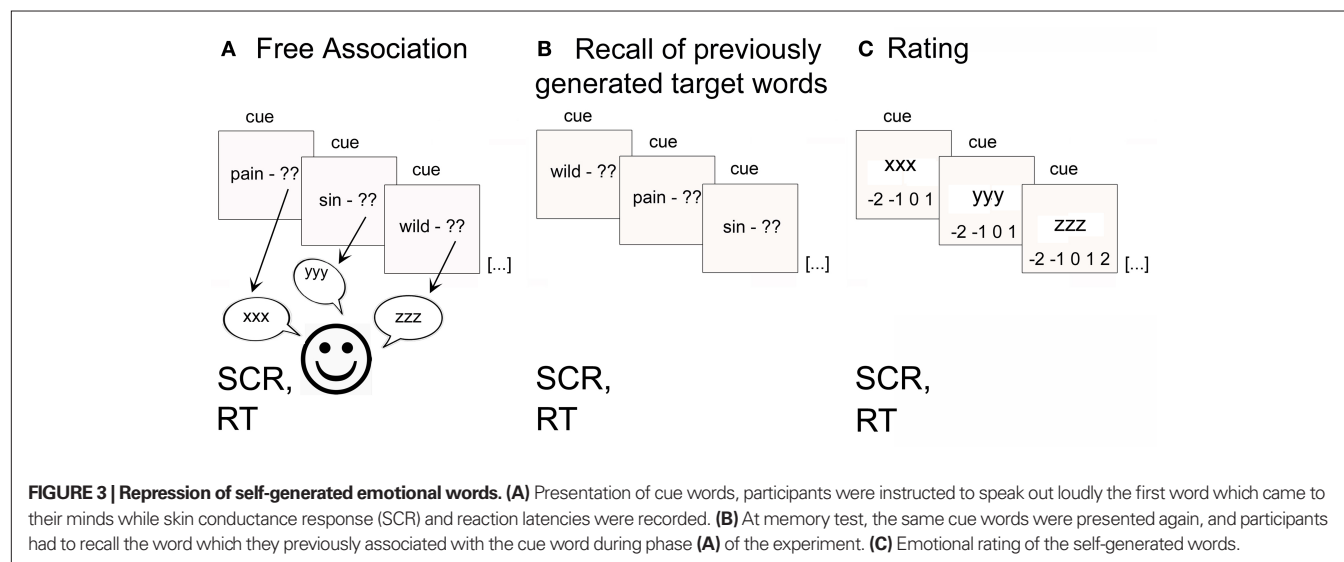 A Free Association
cue
pain - ??
cue
sin - ??
cue
wild - ??
[...]
xxx
yyy
zzz
SCR,
RT
B Recall of previously
generated target words
cue
wild - ??
cue
pain - ??
cue
sin - ??
[...]
SCR,
RT
C Rating
cue
xxx
-2 -1 0 1
cue
yyy
-2 -1 0 1
cue
zzz
-2 -1 0 1 2
[...]
SCR,
RT
FIGURE 3 | Repression of self-generated emotional words. (A) Presentation of cue words, participants were instructed to speak out loudly the first word which came to
their minds while skin conductance response (SCR) and reaction latencies were recorded. (B) At memory test, the same cue words were presented again, and participants
had to recall the word which they previously associated with the cue word during phase (A) of the experiment. (C) Emotional rating of the self-generated words.